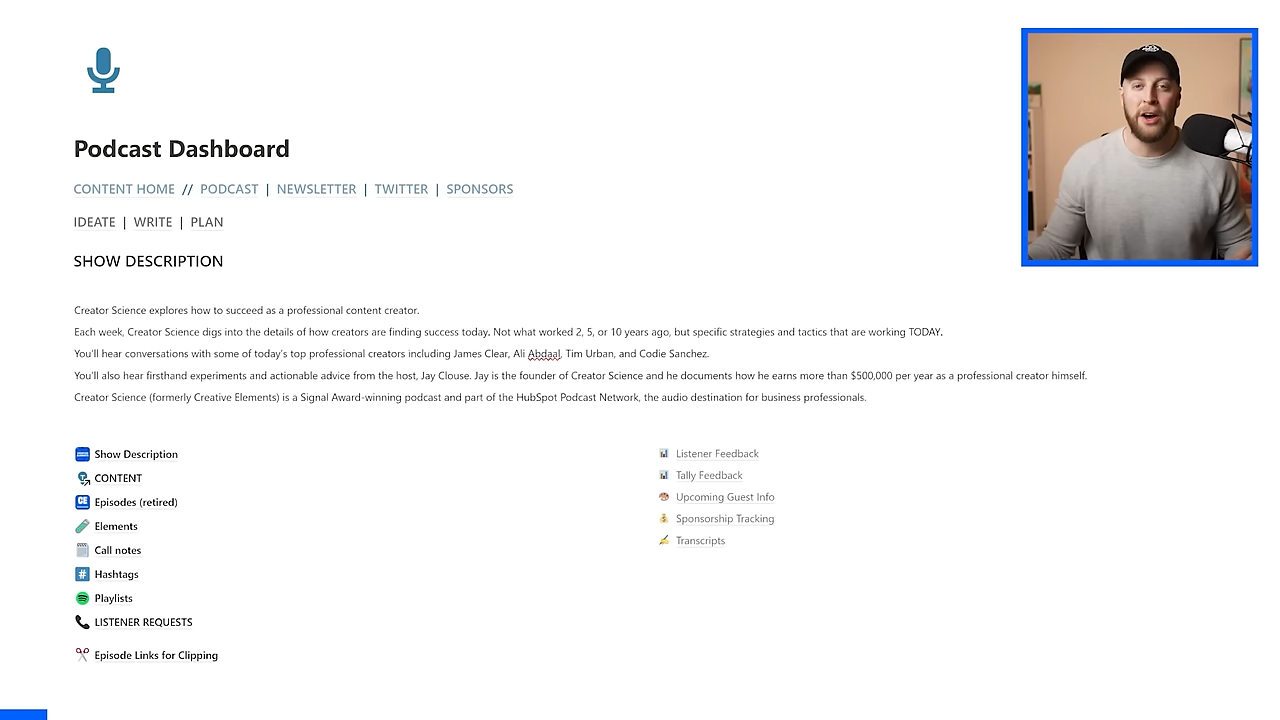 Podcast Dashboard
CONTENT HOME // PODCAST | NEWSLETTER | TWITTER | SPONSORS
IDEATE | WRITE | PLAN
SHOW DESCRIPTION
Creator Science explores how to succeed as a professional content creator.
Each week, Creator Science digs into the details of how creators are finding success today. Not what worked 2, 5, or 10 years ago, but specific strategies and tactics that are working TODAY.
You'll hear conversations with some of today's top professional creators including James Clear, Ali Abdaal, Tim Urban, and Codie Sanchez.
You'll also hear firsthand experiments and actionable advice from the host, Jay Clouse. Jay is the founder of Creator Science and he documents how he earns more than $500,000 per year as a professional creator himself.
Creator Science (formerly Creative Elements) is a Signal Award-winning podcast and part of the HubSpot Podcast Network, the audio destination for business professionals.
Show Description
CONTENT
CE Episodes (retired)
Elements
Call notes
# Hashtags
Playlists
LISTENER REQUESTS
Episode Links for Clipping
Listener Feedback
Tally Feedback
Upcoming Guest Info
Sponsorship Tracking
Transcripts